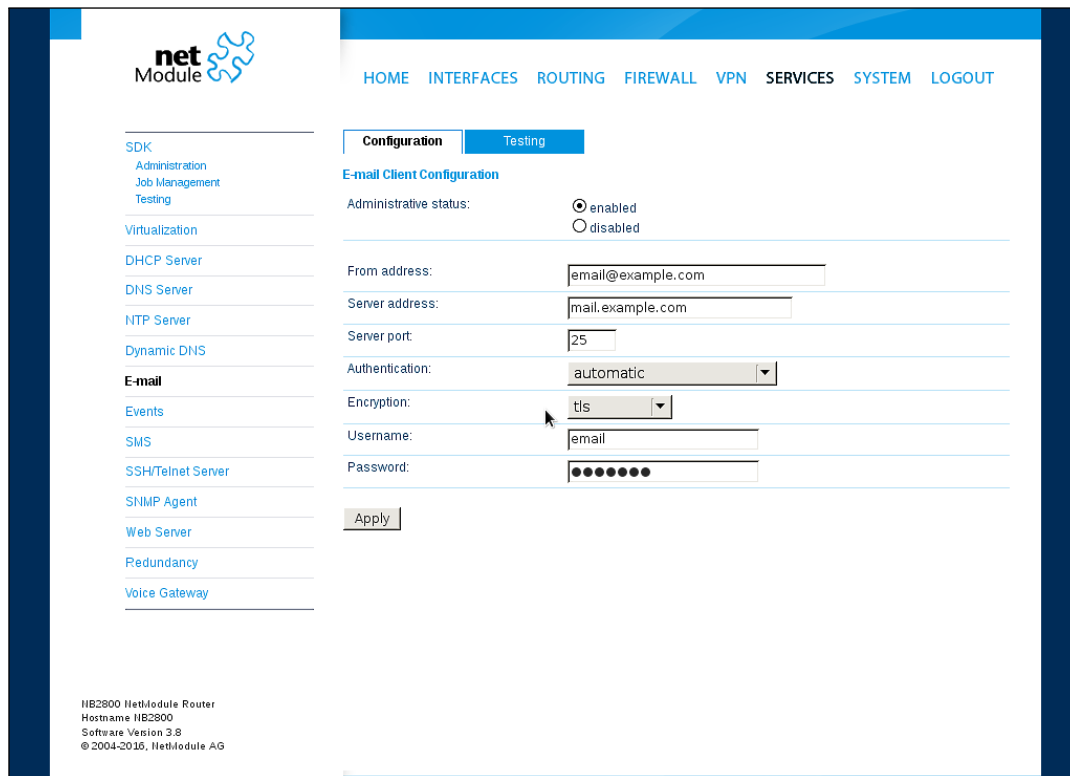 net
Module
HOME INTERFACES ROUTING FIREWALL VPN SERVICES SYSTEM LOGOUT
SDK
Administration
Job Management
Testing
Virtualization
DHCP Server
DNS Server
NTP Server
Dynamic DNS
E-mail
Events
SMS
SSH/Telnet Server
SNMP Agent
Web Server
Redundancy
Voice Gateway
Configuration Testing
E-mail Client Configuration
Administrative status: enabled
disabled
From address: email@example.com
Server address: mail.example.com
Server port: 25
Authentication: automatic
Encryption: tls
Username: email
Password: ●●●●●●●
Apply
NB2800 NetModule Router
Hostname NB2800
Software Version 3.8
© 2004-2016, NetModule AG